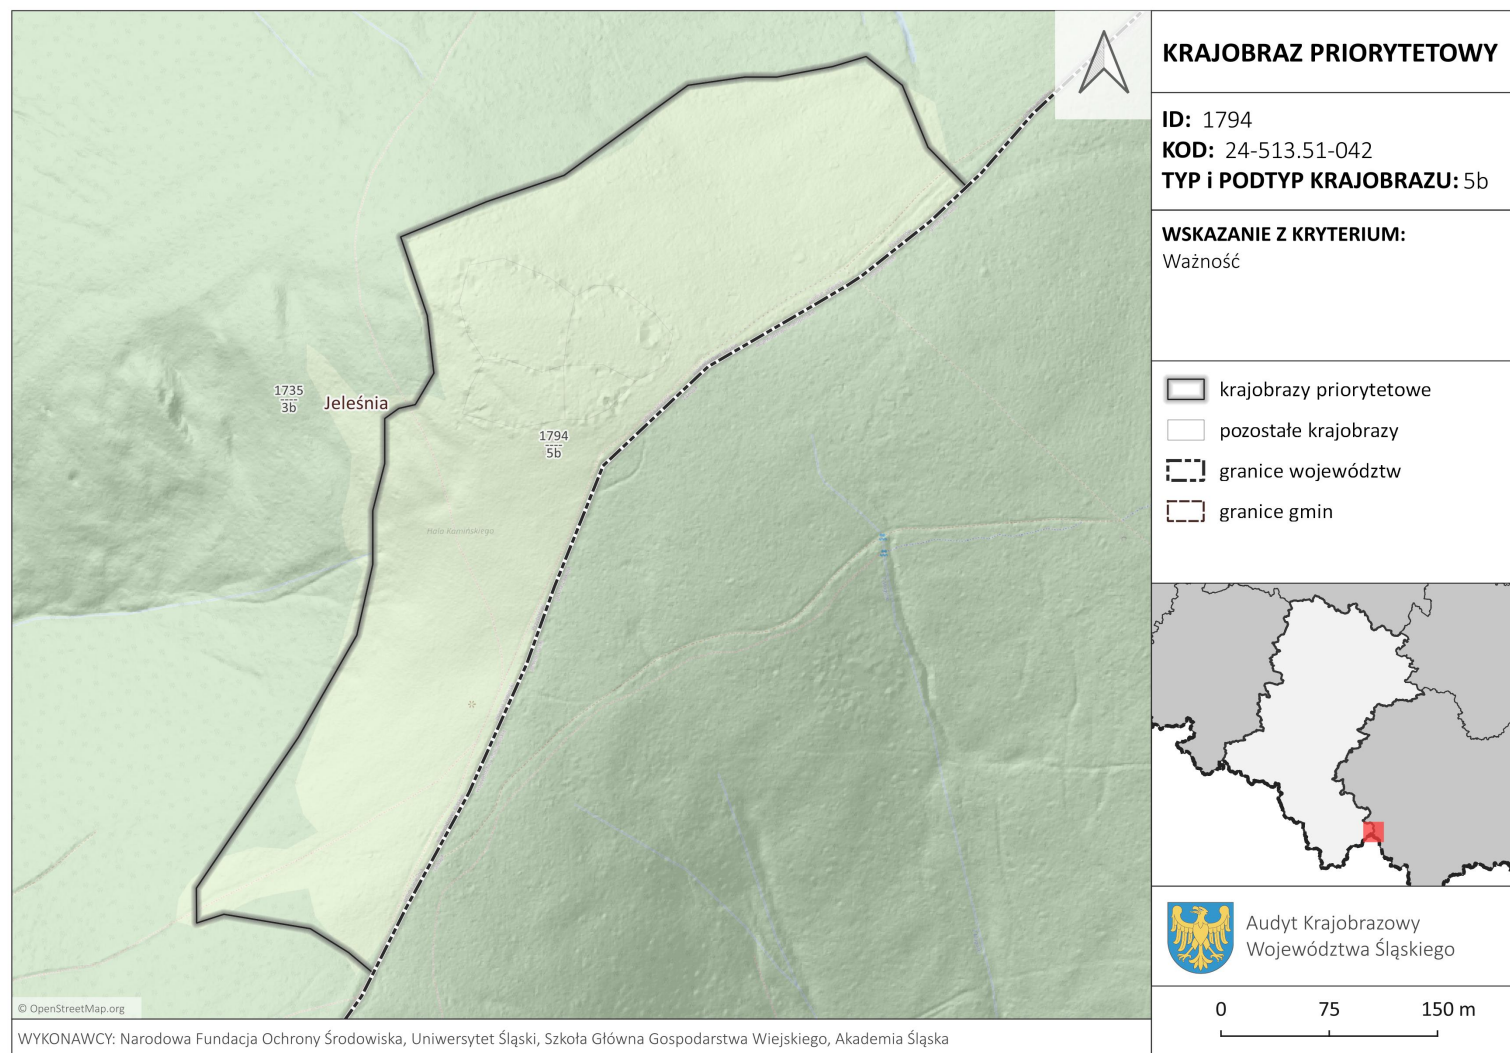 KRAJOBRAZ PRIORYTETOWY
ID: 1794
KOD: 24-513.51-042
TYP i PODTYP KRAJOBRAZU: 5b
WSKAZANIE Z KRYTERIUM:
Ważność
krajobrazy priorytetowe
pozostałe krajobrazy
granice województw
granice gmin
Audyt Krajobrazowy
Województwa Śląskiego
0 75 150 m
1735
3b
Jeleśnia
1794
5b
Hala Kamińskiego
© OpenStreetMap.org
WYKONAWCY: Narodowa Fundacja Ochrony Środowiska, Uniwersytet Śląski, Szkoła Główna Gospodarstwa Wiejskiego, Akademia Śląska